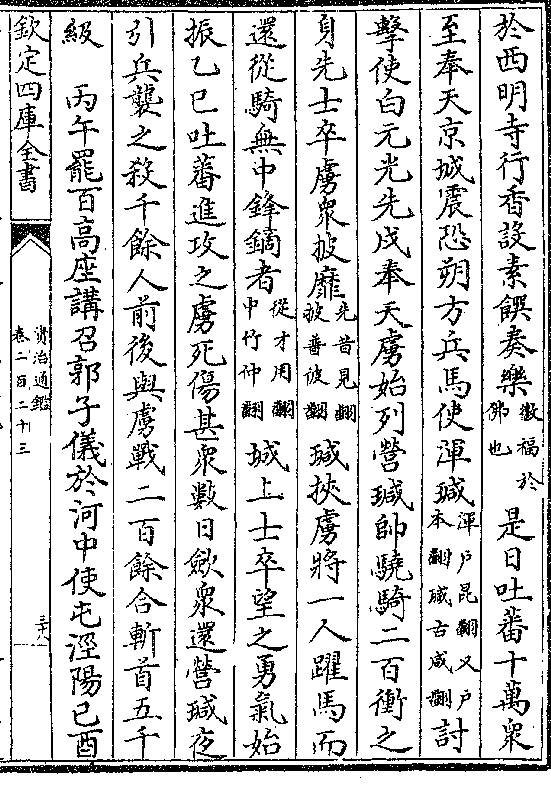 於西明寺行香設素饌奏樂徼福於佛也是日吐蕃十萬衆
至奉天京城震恐朔方兵馬使渾瑊渾戶昆翻又戶本翻瑊古咸翻討
擊使白元光先戍奉天虜始列營瑊帥驍騎二百衝之
身先士卒虜衆披靡先昔見翻披普彼翻瑊挾虜將一人躍馬而
還從騎無中鋒鏑者從才用翻中竹仲翻城上士卒望之勇氣始
振乙巳吐蕃進攻之虜死傷甚衆數日歛衆還營瑊夜
引兵襲之殺千餘人前後與虜戰二百餘合斬首五千
級 丙午罷百高座講召郭子儀於河中使屯涇陽己酉
欽定四庫全書
資治通鑑
卷二百二十三
三八